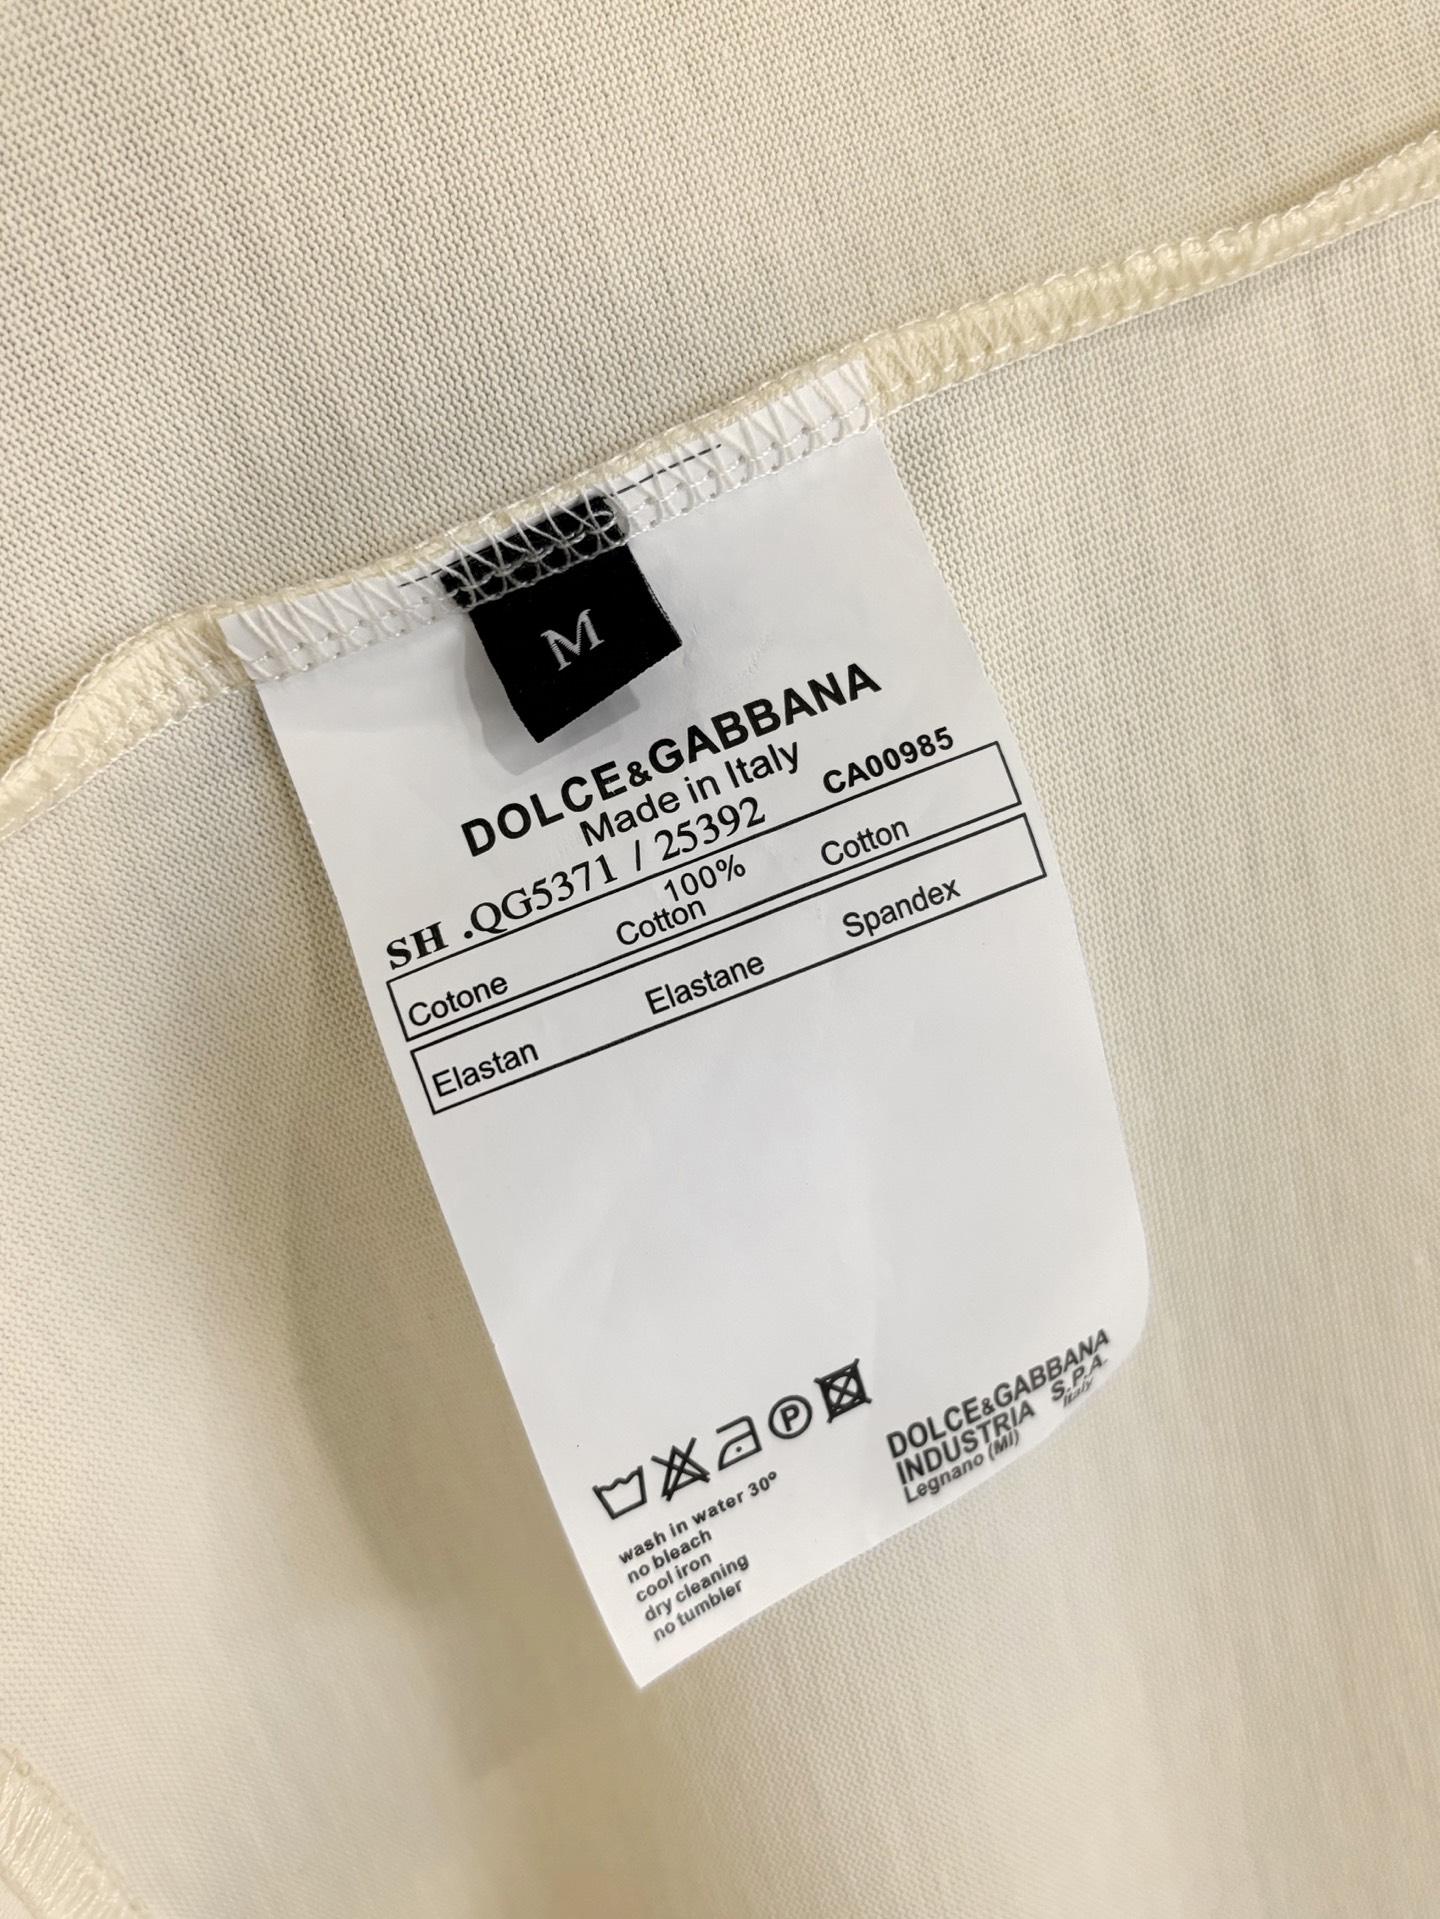 M
DOLCE&GABBANA
Made in Italy
SH .QG5371 / 25392 CA00985
100%
Cotone Cotton Cotton
Elastan Elastane Spandex
P
wash in water 30°
no bleach
cool iron
dry cleaning
no tumbler
DOLCE&GABBANA
INDUSTRIA S.P.A.
Legnano (MI) Italy